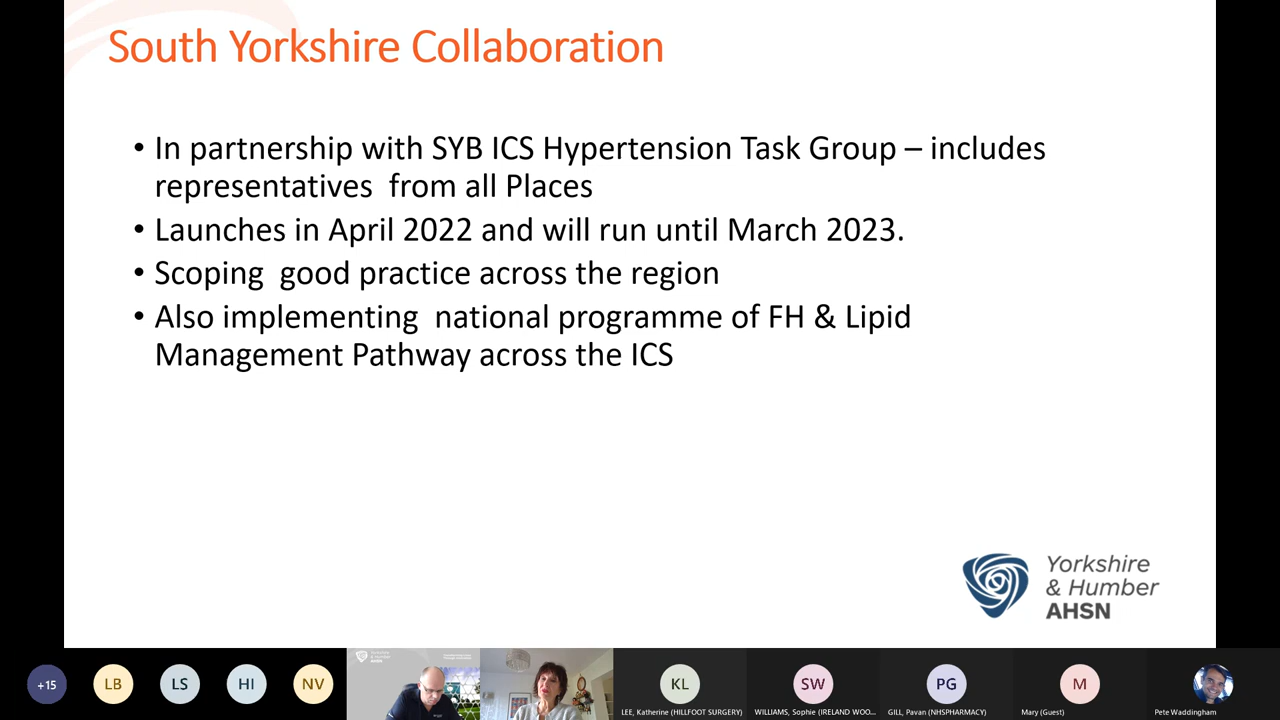 South Yorkshire Collaboration
• In partnership with SYB ICS Hypertension Task Group – includes
representatives  from all Places
• Launches in April 2022 and will run until March 2023.
• Scoping  good practice across the region
• Also implementing  national programme of FH & Lipid
Management Pathway across the ICS
Yorkshire
& Humber
AHSN
+15
LB
LS
HI
NV
KL
SW
PG
M
LEE, Katherine (HILLFOOT SURGERY)
WILLIAMS, Sophie (IRELAND WOO...
GILL, Pavan (NHSPHARMACY)
Mary (Guest)
Pete Waddingham